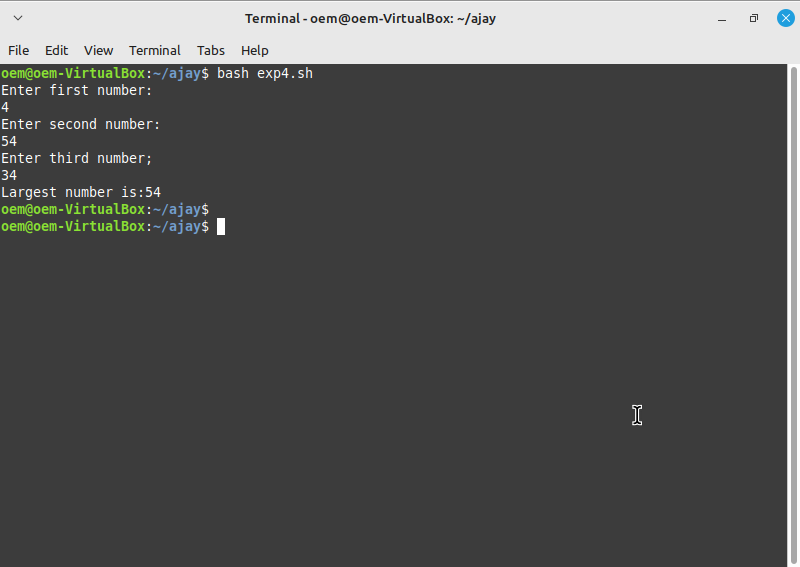 Terminal - oem@oem-VirtualBox: ~/ajay
File Edit View Terminal Tabs Help
oem@oem-VirtualBox:~/ajay$ bash exp4.sh
Enter first number:
4
Enter second number:
54
Enter third number;
34
Largest number is:54
oem@oem-VirtualBox:~/ajay$
oem@oem-VirtualBox:~/ajay$